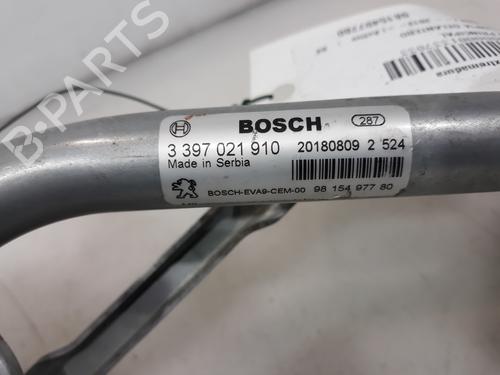 BOSCH
287
3 397 021 910
20180809 2 524
Made in Serbia
BOSCH-EVA9-CEM-00
98 154 977 80
B-PARTS
9815497780